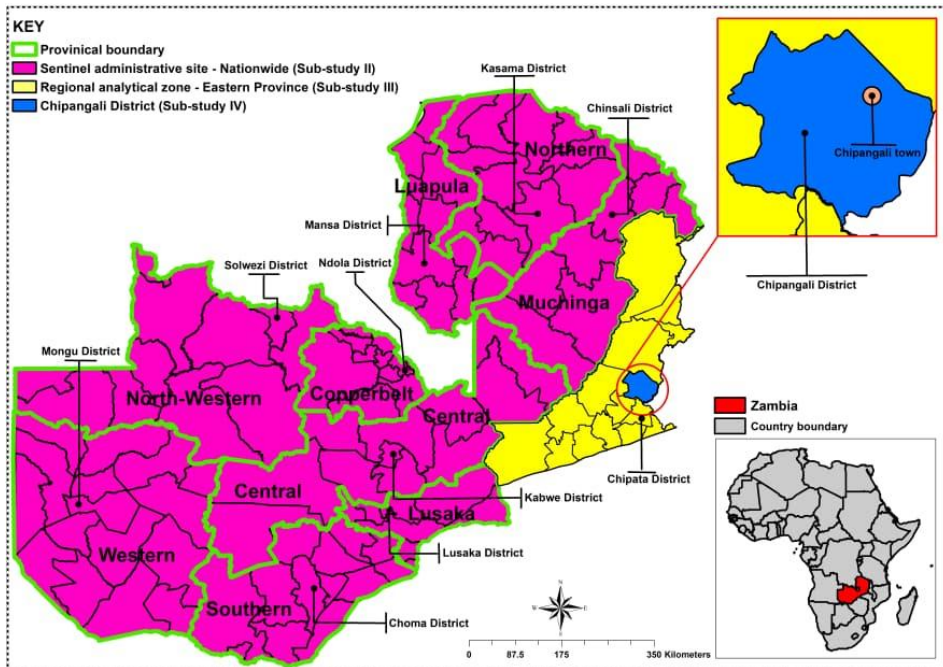 KEY
Provinical boundary
Sentinel administrative site - Nationwide (Sub-study II)
Regional analytical zone - Eastern Province (Sub-study III)
Chipangali District (Sub-study IV)
Kasama District
Chinsali District
Northern
Luapula
Mansa District
Solwezi District
Ndola District
Muchinga
Mongu District
North-Western
Copperbelt
Central
Central
Kabwe District
Chipata District
Lusaka
Lusaka District
Western
Southern
Choma District
Chipangali town
Chipangali District
Zambia
Country boundary
N
W
E
S
0 87.5 175 350 Kilometers